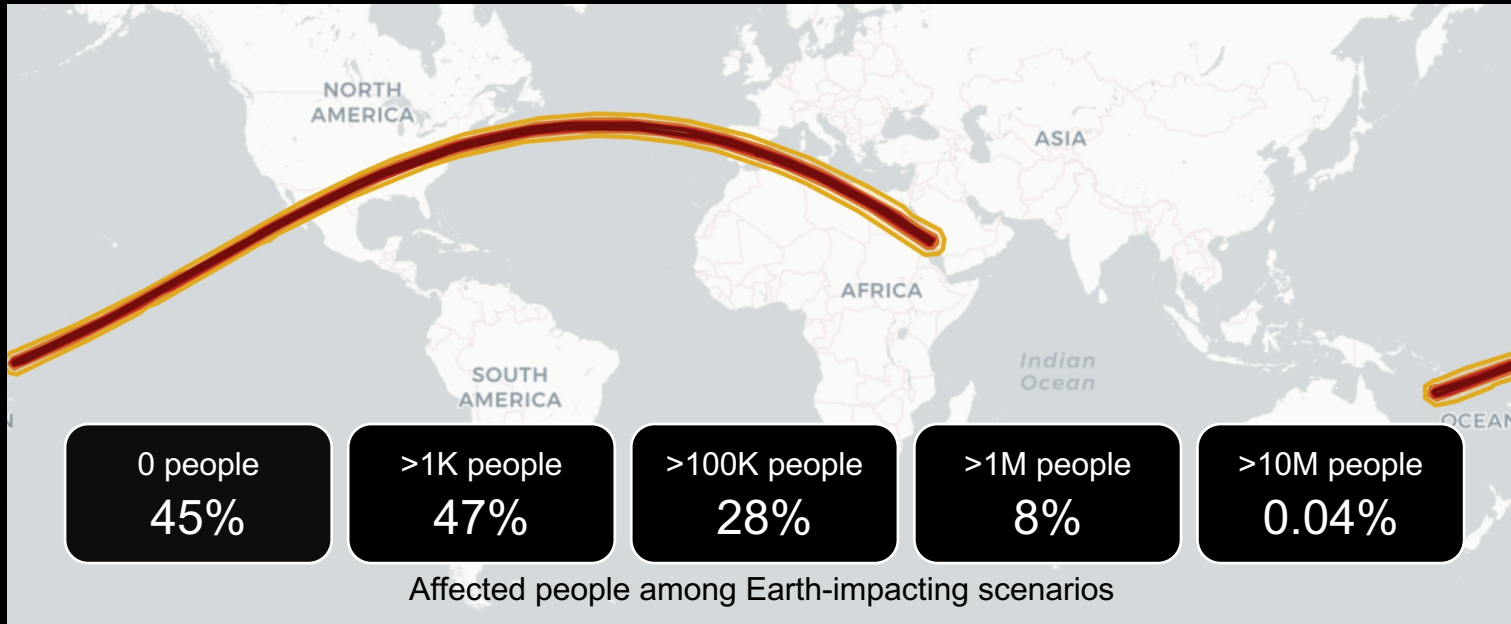 NORTH
AMERICA
ASIA
AFRICA
SOUTH
AMERICA
Indian
Ocean
N
OCEAN
0 people
45%
>1K people
47%
>100K people
28%
>1M people
8%
>10M people
0.04%
Affected people among Earth-impacting scenarios